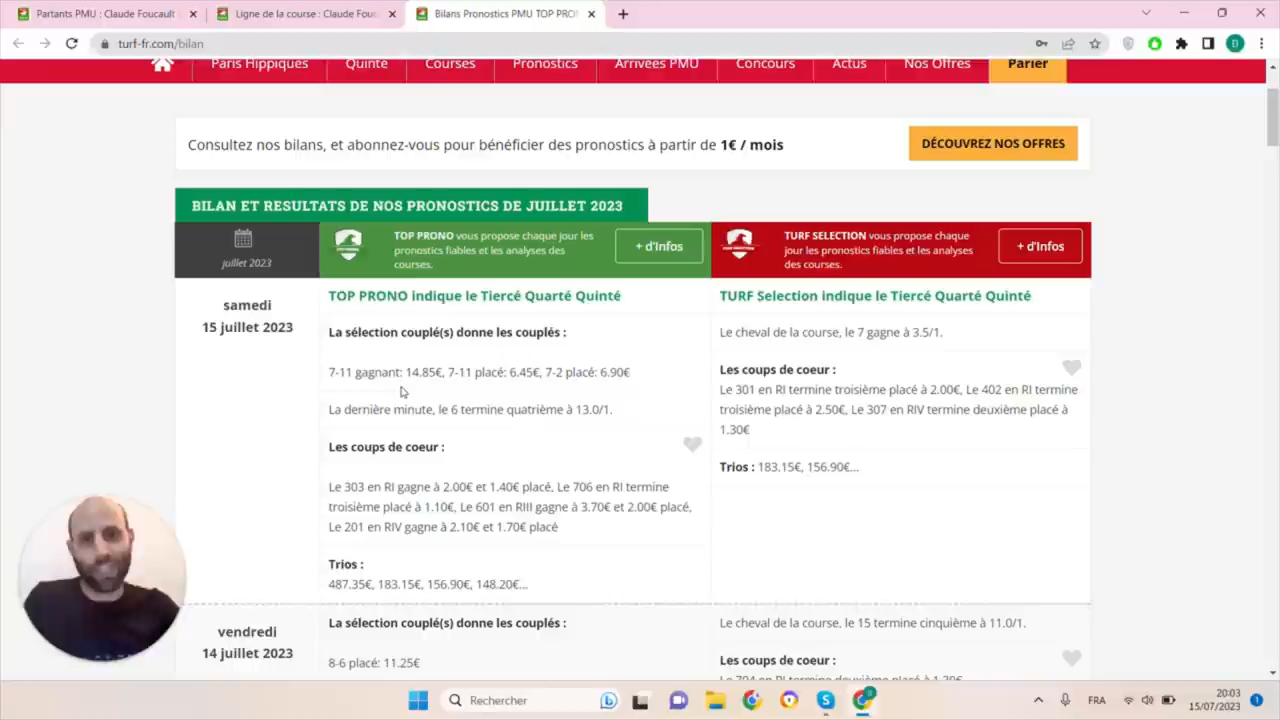 Partants PMU : Claude Foucault
Ligne de la course : Claude Fouc
Bilans Pronostics PMU TOP PRO
turf-fr.com/bilan
Paris Hippiques
Quinté
Courses
Pronostics
Arrivées PMU
Concours
Actus
Nos Offres
Parier
Consultez nos bilans, et abonnez-vous pour bénéficier des pronostics à partir de 1€ / mois
DÉCOUVREZ NOS OFFRES
BILAN ET RESULTATS DE NOS PRONOSTICS DE JUILLET 2023
juillet 2023
TOP PRONO vous propose chaque jour les
pronostics fiables et les analyses des
courses.
+ d'Infos
TURF SELECTION vous propose chaque
jour les pronostics fiables et les analyses
des courses.
+ d'Infos
samedi
15 juillet 2023
TOP PRONO indique le Tiercé Quarté Quinté
La sélection couplé(s) donne les couplés :
7-11 gagnant: 14.85€, 7-11 placé: 6.45€, 7-2 placé: 6.90€
La dernière minute, le 6 termine quatrième à 13.0/1.
Les coups de coeur :
Le 303 en RI gagne à 2.00€ et 1.40€ placé, Le 706 en RI termine
troisième placé à 1.10€, Le 601 en RIII gagne à 3.70€ et 2.00€ placé,
Le 201 en RIV gagne à 2.10€ et 1.70€ placé
Trios :
487.35€, 183.15€, 156.90€, 148.20€...
TURF Selection indique le Tiercé Quarté Quinté
Le cheval de la course, le 7 gagne à 3.5/1.
Les coups de coeur :
Le 301 en RI termine troisième placé à 2.00€, Le 402 en RI termine
troisième placé à 2.50€, Le 307 en RIV termine deuxième placé à
1.30€
Trios : 183.15€, 156.90€...
vendredi
14 juillet 2023
La sélection couplé(s) donne les couplés :
8-6 placé: 11.25€
Le cheval de la course, le 15 termine cinquième à 11.0/1.
Les coups de coeur :
Rechercher
FRA
20:03
15/07/2023